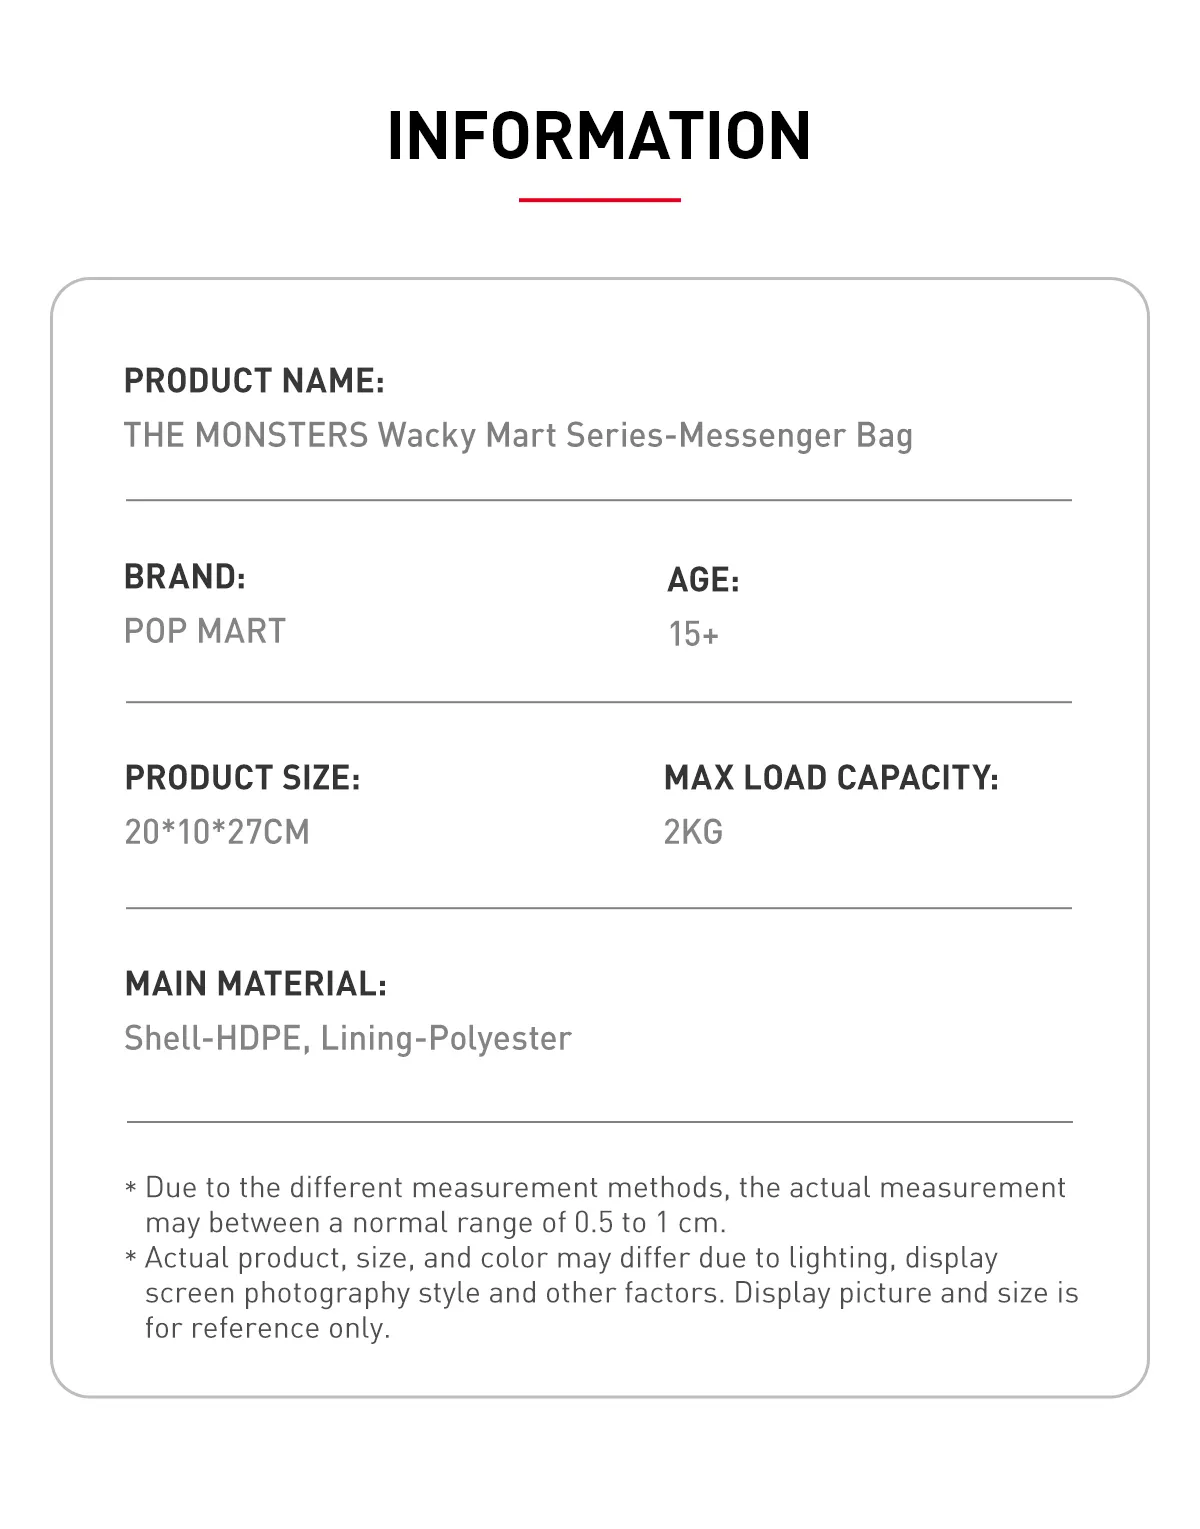 INFORMATION
PRODUCT NAME:
THE MONSTERS Wacky Mart Series-Messenger Bag
BRAND:
POP MART
AGE:
15+
PRODUCT SIZE:
20*10*27CM
MAX LOAD CAPACITY:
2KG
MAIN MATERIAL:
Shell-HDPE, Lining-Polyester
* Due to the different measurement methods, the actual measurement
may between a normal range of 0.5 to 1 cm.
* Actual product, size, and color may differ due to lighting, display
screen photography style and other factors. Display picture and size is
for reference only.